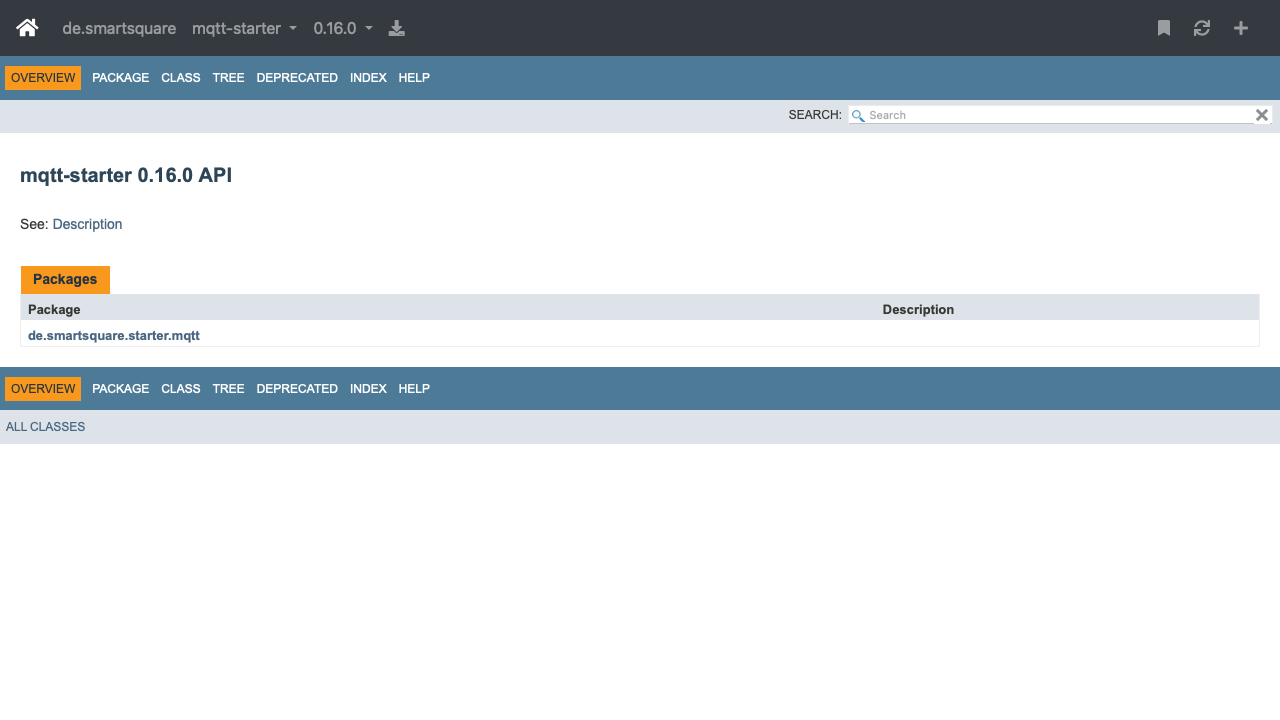 de.smartsquare mqtt-starter 0.16.0
OVERVIEW PACKAGE CLASS TREE DEPRECATED INDEX HELP
SEARCH: Search
mqtt-starter 0.16.0 API
See: Description
Packages
Package Description
de.smartsquare.starter.mqtt
OVERVIEW PACKAGE CLASS TREE DEPRECATED INDEX HELP
ALL CLASSES